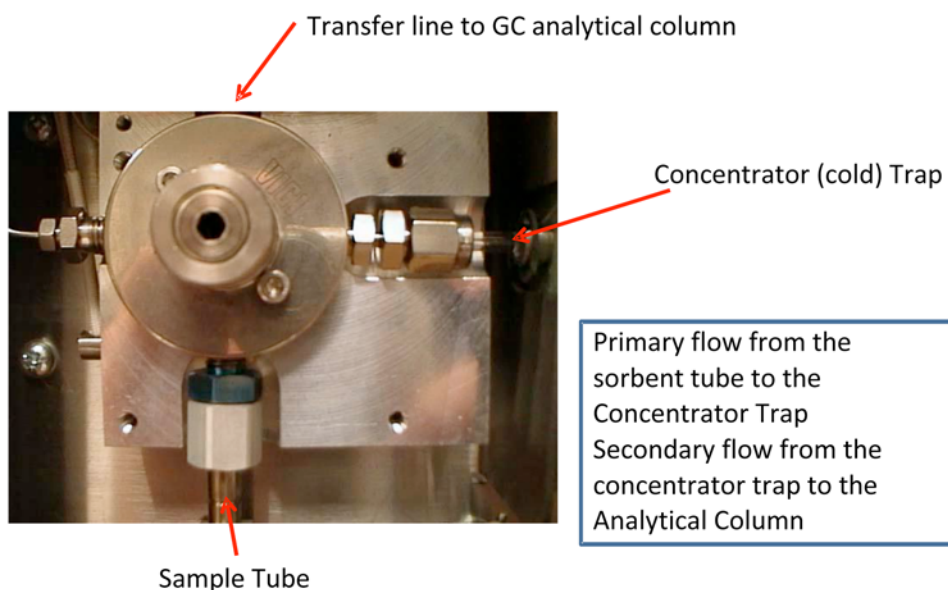 Transfer line to GC analytical column
Concentrator (cold) Trap
Primary flow from the
sorbent tube to the
Concentrator Trap
Secondary flow from the
concentrator trap to the
Analytical Column
Sample Tube